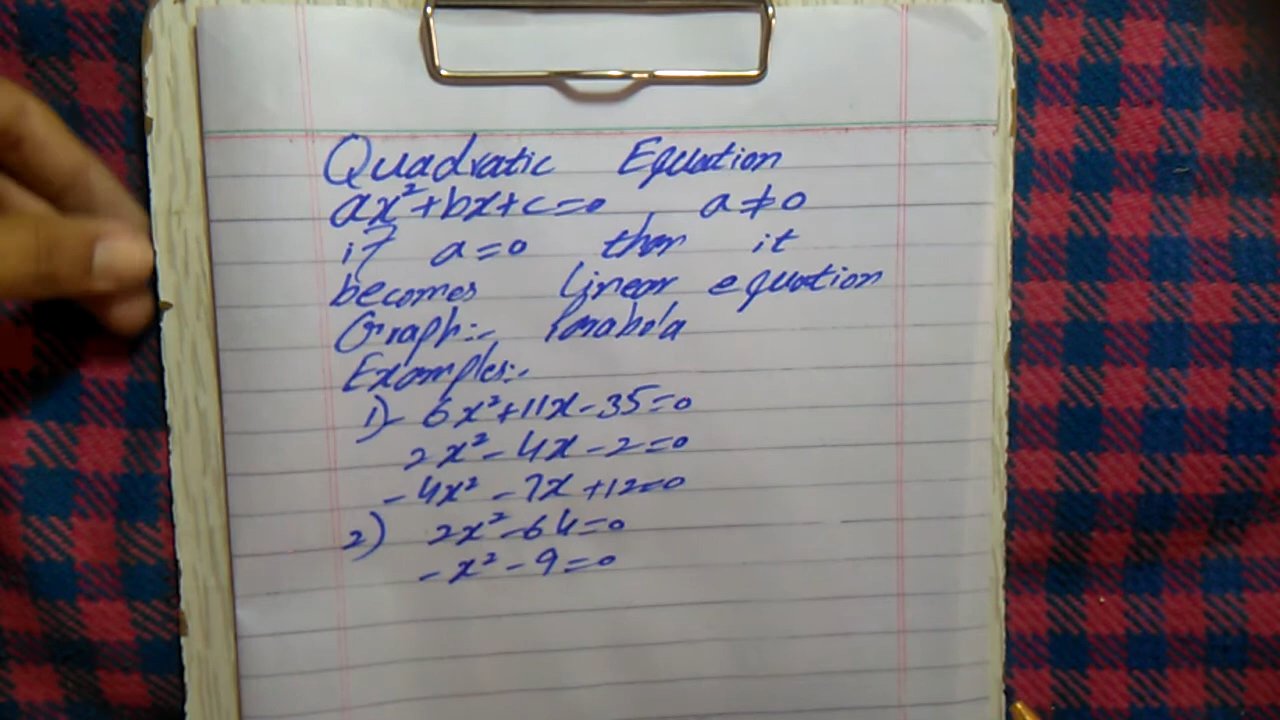 Quadratic Equation
ax²+bx+c=0 a≠0
if a=0 then it
becomes linear equation
Graph:- Parabola
Examples:-
1)- 6x²+11x-35=0
2x²-4x-2=0
-4x²-7x+12=0
2) 2x²-64=0
-x²-9=0